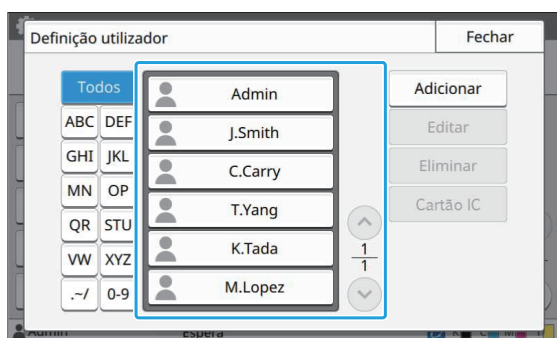 Definição utilizador Fechar
Todos
ABC DEF
GHI JKL
MN OP
QR STU
VW XYZ
.~/ 0-9
Admin
J.Smith
C.Carry
T.Yang
K.Tada
M.Lopez
1
1
Adicionar
Editar
Eliminar
Cartão IC
Admin Espera K C M Y